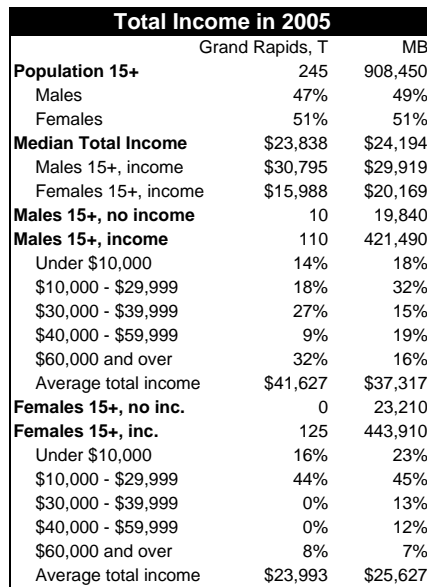 Total Income in 2005
Grand Rapids, T MB
Population 15+ 245 908,450
Males 47% 49%
Females 51% 51%
Median Total Income $23,838 $24,194
Males 15+, income $30,795 $29,919
Females 15+, income $15,988 $20,169
Males 15+, no income 10 19,840
Males 15+, income 110 421,490
Under $10,000 14% 18%
$10,000 - $29,999 18% 32%
$30,000 - $39,999 27% 15%
$40,000 - $59,999 9% 19%
$60,000 and over 32% 16%
Average total income $41,627 $37,317
Females 15+, no inc. 0 23,210
Females 15+, inc. 125 443,910
Under $10,000 16% 23%
$10,000 - $29,999 44% 45%
$30,000 - $39,999 0% 13%
$40,000 - $59,999 0% 12%
$60,000 and over 8% 7%
Average total income $23,993 $25,627